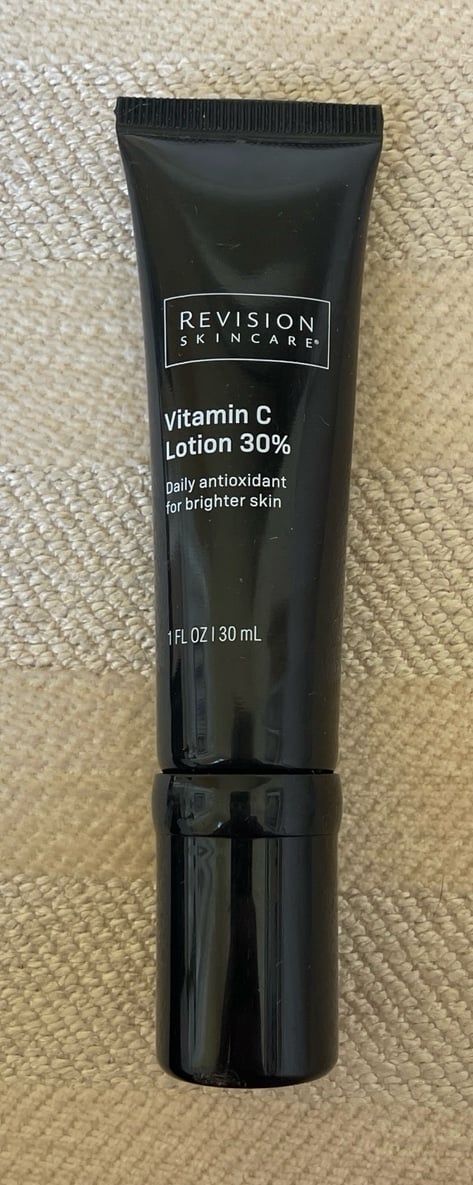 REVISION
SKINCARE®
Vitamin C
Lotion 30%
Daily antioxidant
for brighter skin
1 FL OZ | 30 mL